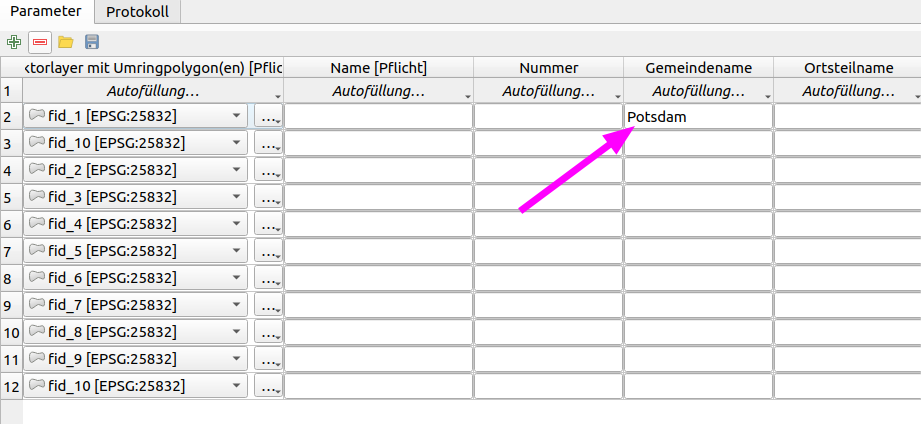 Parameter Protokoll
ktorlayer mit Umringpolygon(en) [Pflic Name [Pflicht] Nummer Gemeindename Ortsteilname
1 Autofüllung... Autofüllung... Autofüllung... Autofüllung... Autofüllung...
2 fid_1 [EPSG:25832] ... Potsdam
3 fid_10 [EPSG:25832] ...
4 fid_2 [EPSG:25832] ...
5 fid_3 [EPSG:25832] ...
6 fid_4 [EPSG:25832] ...
7 fid_5 [EPSG:25832] ...
8 fid_6 [EPSG:25832] ...
9 fid_7 [EPSG:25832] ...
10 fid_8 [EPSG:25832] ...
11 fid_9 [EPSG:25832] ...
12 fid_10 [EPSG:25832] ...